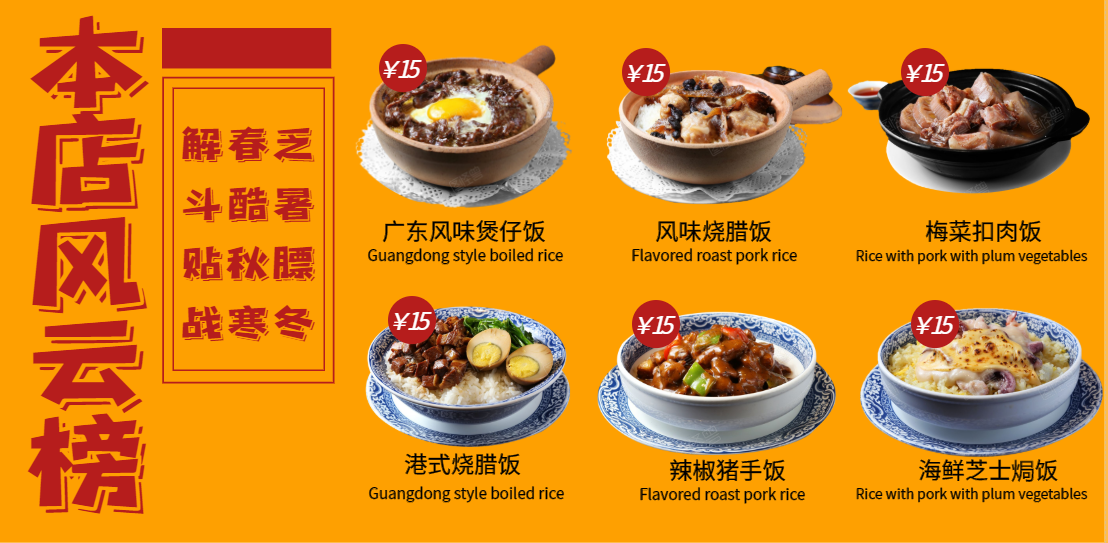 本店风云榜
解春乏
斗酷暑
贴秋膘
战寒冬
¥15
广东风味煲仔饭
Guangdong style boiled rice
¥15
风味烧腊饭
Flavored roast pork rice
¥15
梅菜扣肉饭
Rice with pork with plum vegetables
¥15
港式烧腊饭
Guangdong style boiled rice
¥15
辣椒猪手饭
Flavored roast pork rice
¥15
海鲜芝士焗饭
Rice with pork with plum vegetables